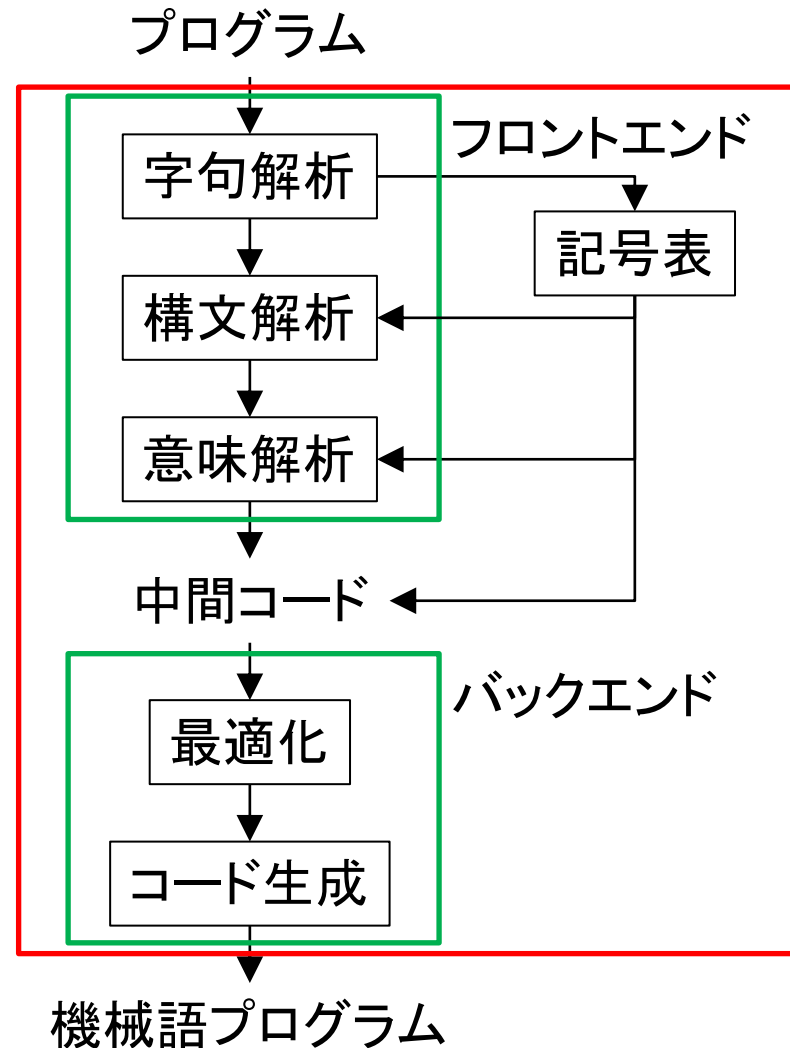 プログラム
フロントエンド
字句解析
記号表
構文解析
意味解析
中間コード
バックエンド
最適化
コード生成
機械語プログラム